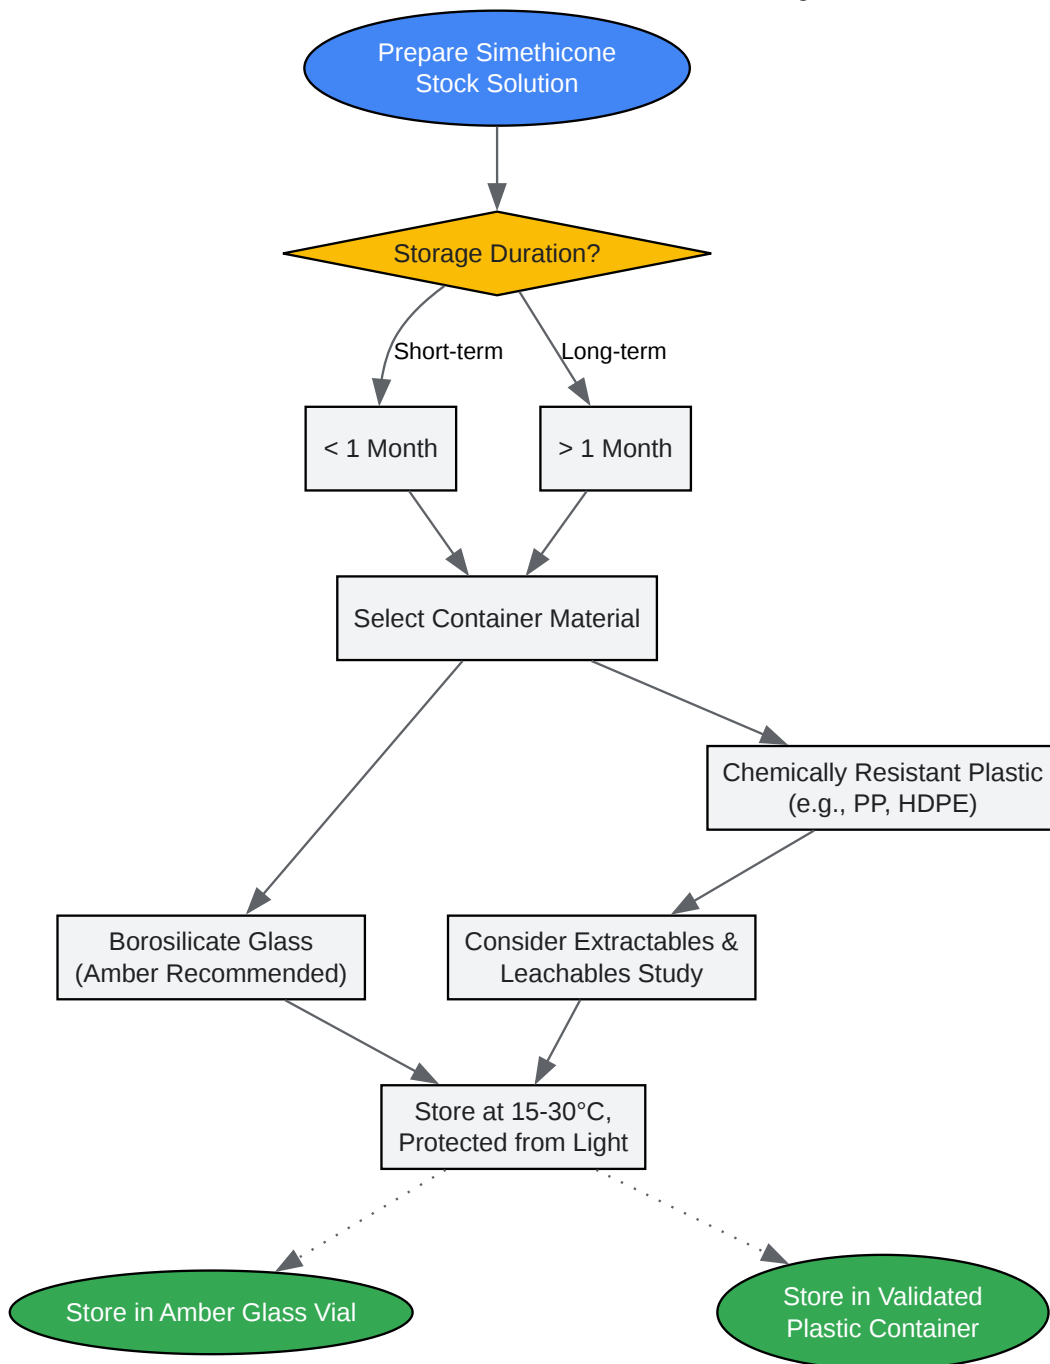 Prepare Simethicone
Stock Solution
Storage Duration?
Short-term
Long-term
< 1 Month
> 1 Month
Select Container Material
Chemically Resistant Plastic
(e.g., PP, HDPE)
Borosilicate Glass
(Amber Recommended)
Consider Extractables &
Leachables Study
Store at 15-30°C,
Protected from Light
Store in Amber Glass Vial
Store in Validated
Plastic Container